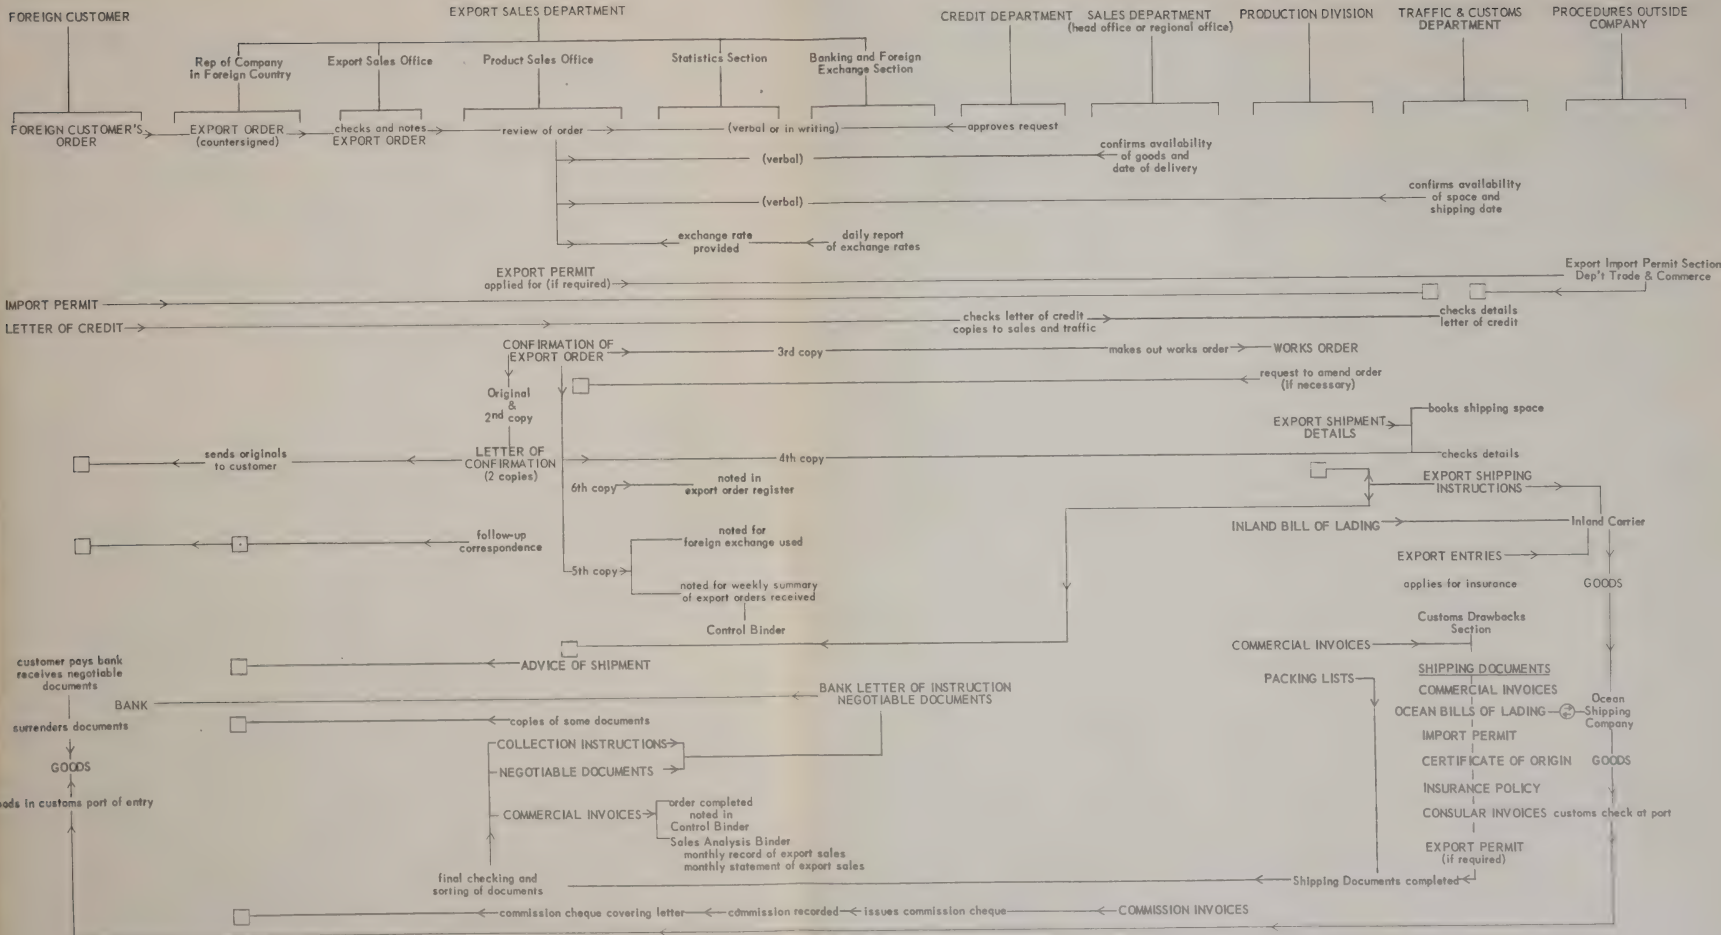 FOREIGN CUSTOMER
EXPORT SALES DEPARTMENT
CREDIT DEPARTMENT
SALES DEPARTMENT
(head office or regional office)
PRODUCTION DIVISION
TRAFFIC & CUSTOMS
DEPARTMENT
PROCEDURES OUTSIDE
COMPANY
Rep of Company
in Foreign Country
Export Sales Office
Product Sales Office
Statistics Section
Banking and Foreign
Exchange Section
FOREIGN CUSTOMER'S
ORDER
EXPORT ORDER
(countersigned)
checks and notes
EXPORT ORDER
review of order
(verbal or in writing)
approves request
(verbal)
confirms availability
of goods and
date of delivery
(verbal)
confirms availability
of space and
shipping date
exchange rate
provided
daily report
of exchange rates
EXPORT PERMIT
applied for (if required)
Export Import Permit Section
Dep't Trade & Commerce
IMPORT PERMIT
LETTER OF CREDIT
checks letter of credit
copies to sales and traffic
checks details
letter of credit
CONFIRMATION OF
EXPORT ORDER
3rd copy
makes out works order
WORKS ORDER
request to amend order
(If necessary)
Original
&
2nd copy
books shipping space
EXPORT SHIPMENT
DETAILS
checks details
sends originals
to customer
LETTER OF
CONFIRMATION
(2 copies)
4th copy
6th copy
noted in
export order register
EXPORT SHIPPING
INSTRUCTIONS
INLAND BILL OF LADING
Inland Carrier
follow-up
correspondence
noted for
foreign exchange used
EXPORT ENTRIES
5th copy
noted for weekly summary
of export orders received
applies for insurance
GOODS
Control Binder
Customs Drawbacks
Section
COMMERCIAL INVOICES
customer pays bank
receives negotiable
documents
ADVICE OF SHIPMENT
SHIPPING DOCUMENTS
PACKING LISTS
COMMERCIAL INVOICES
BANK LETTER OF INSTRUCTION
NEGOTIABLE DOCUMENTS
BANK
OCEAN BILLS OF LADING
Ocean
Shipping
Company
surrenders documents
copies of some documents
IMPORT PERMIT
COLLECTION INSTRUCTIONS
GOODS
NEGOTIABLE DOCUMENTS
CERTIFICATE OF ORIGIN
GOODS
INSURANCE POLICY
in customs port of entry
COMMERCIAL INVOICES
order completed
noted in
Control Binder
CONSULAR INVOICES
customs check at port
Sales Analysis Binder
monthly record of export sales
monthly statement of export sales
EXPORT PERMIT
(if required)
final checking and
sorting of documents
Shipping Documents completed
commission cheque covering letter
commission recorded
issues commission cheque
COMMISSION INVOICES